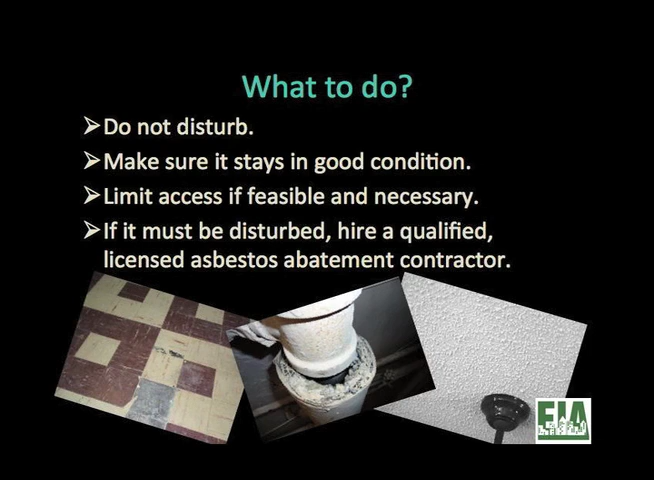 What to do?
➢Do not disturb.
➢Make sure it stays in good condition.
➢Limit access if feasible and necessary.
➢If it must be disturbed, hire a qualified,
licensed asbestos abatement contractor.
EIA